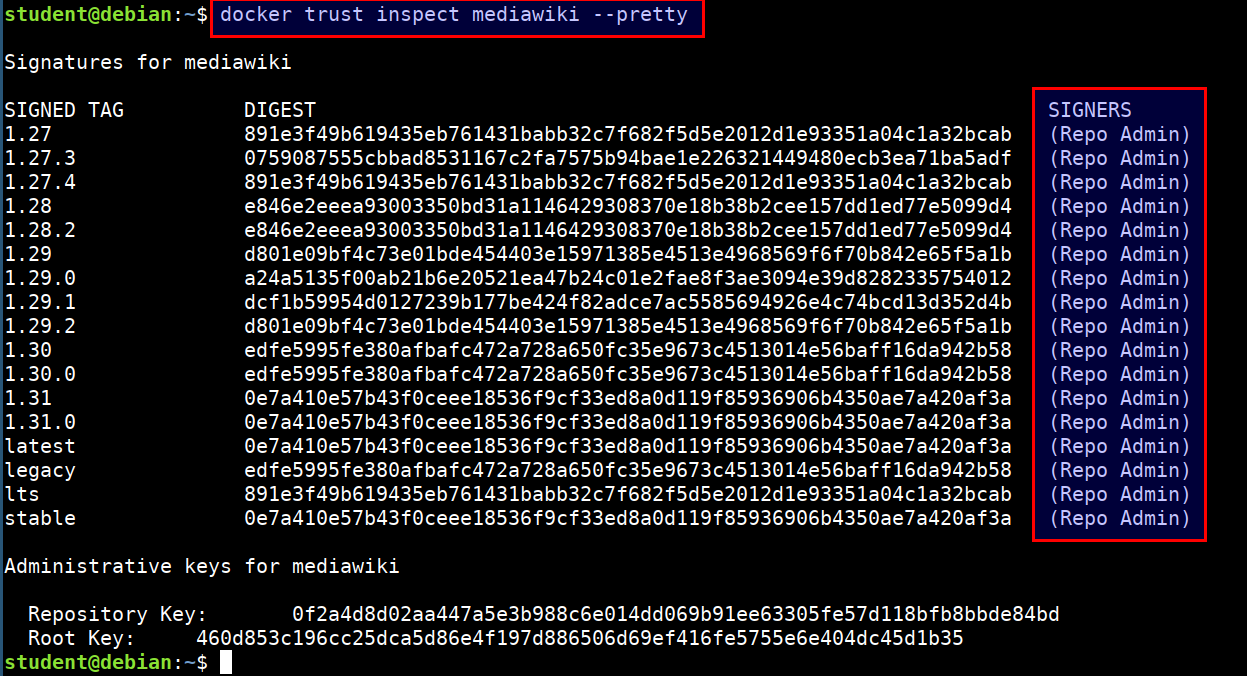 student@debian:~$ docker trust inspect mediawiki --pretty
Signatures for mediawiki
SIGNED TAG DIGEST SIGNERS
1.27 891e3f49b619435eb761431babb32c7f682f5d5e2012d1e93351a04c1a32bcab (Repo Admin)
1.27.3 0759087555cbbad8531167c2fa7575b94bae1e226321449480ecb3ea71ba5adf (Repo Admin)
1.27.4 891e3f49b619435eb761431babb32c7f682f5d5e2012d1e93351a04c1a32bcab (Repo Admin)
1.28 e846e2eeea93003350bd31a1146429308370e18b38b2cee157dd1ed77e5099d4 (Repo Admin)
1.28.2 e846e2eeea93003350bd31a1146429308370e18b38b2cee157dd1ed77e5099d4 (Repo Admin)
1.29 d801e09bf4c73e01bde454403e15971385e4513e4968569f6f70b842e65f5a1b (Repo Admin)
1.29.0 a24a5135f00ab21b6e20521ea47b24c01e2fae8f3ae3094e39d8282335754012 (Repo Admin)
1.29.1 dcf1b59954d0127239b177be424f82adce7ac5585694926e4c74bcd13d352d4b (Repo Admin)
1.29.2 d801e09bf4c73e01bde454403e15971385e4513e4968569f6f70b842e65f5a1b (Repo Admin)
1.30 edfe5995fe380afbafc472a728a650fc35e9673c4513014e56baff16da942b58 (Repo Admin)
1.30.0 edfe5995fe380afbafc472a728a650fc35e9673c4513014e56baff16da942b58 (Repo Admin)
1.31 0e7a410e57b43f0ceee18536f9cf33ed8a0d119f85936906b4350ae7a420af3a (Repo Admin)
1.31.0 0e7a410e57b43f0ceee18536f9cf33ed8a0d119f85936906b4350ae7a420af3a (Repo Admin)
latest 0e7a410e57b43f0ceee18536f9cf33ed8a0d119f85936906b4350ae7a420af3a (Repo Admin)
legacy edfe5995fe380afbafc472a728a650fc35e9673c4513014e56baff16da942b58 (Repo Admin)
lts 891e3f49b619435eb761431babb32c7f682f5d5e2012d1e93351a04c1a32bcab (Repo Admin)
stable 0e7a410e57b43f0ceee18536f9cf33ed8a0d119f85936906b4350ae7a420af3a (Repo Admin)
Administrative keys for mediawiki
Repository Key: 0f2a4d8d02aa447a5e3b988c6e014dd069b91ee63305fe57d118bfb8bbde84bd
Root Key: 460d853c196cc25dca5d86e4f197d886506d69ef416fe5755e6e404dc45d1b35
student@debian:~$